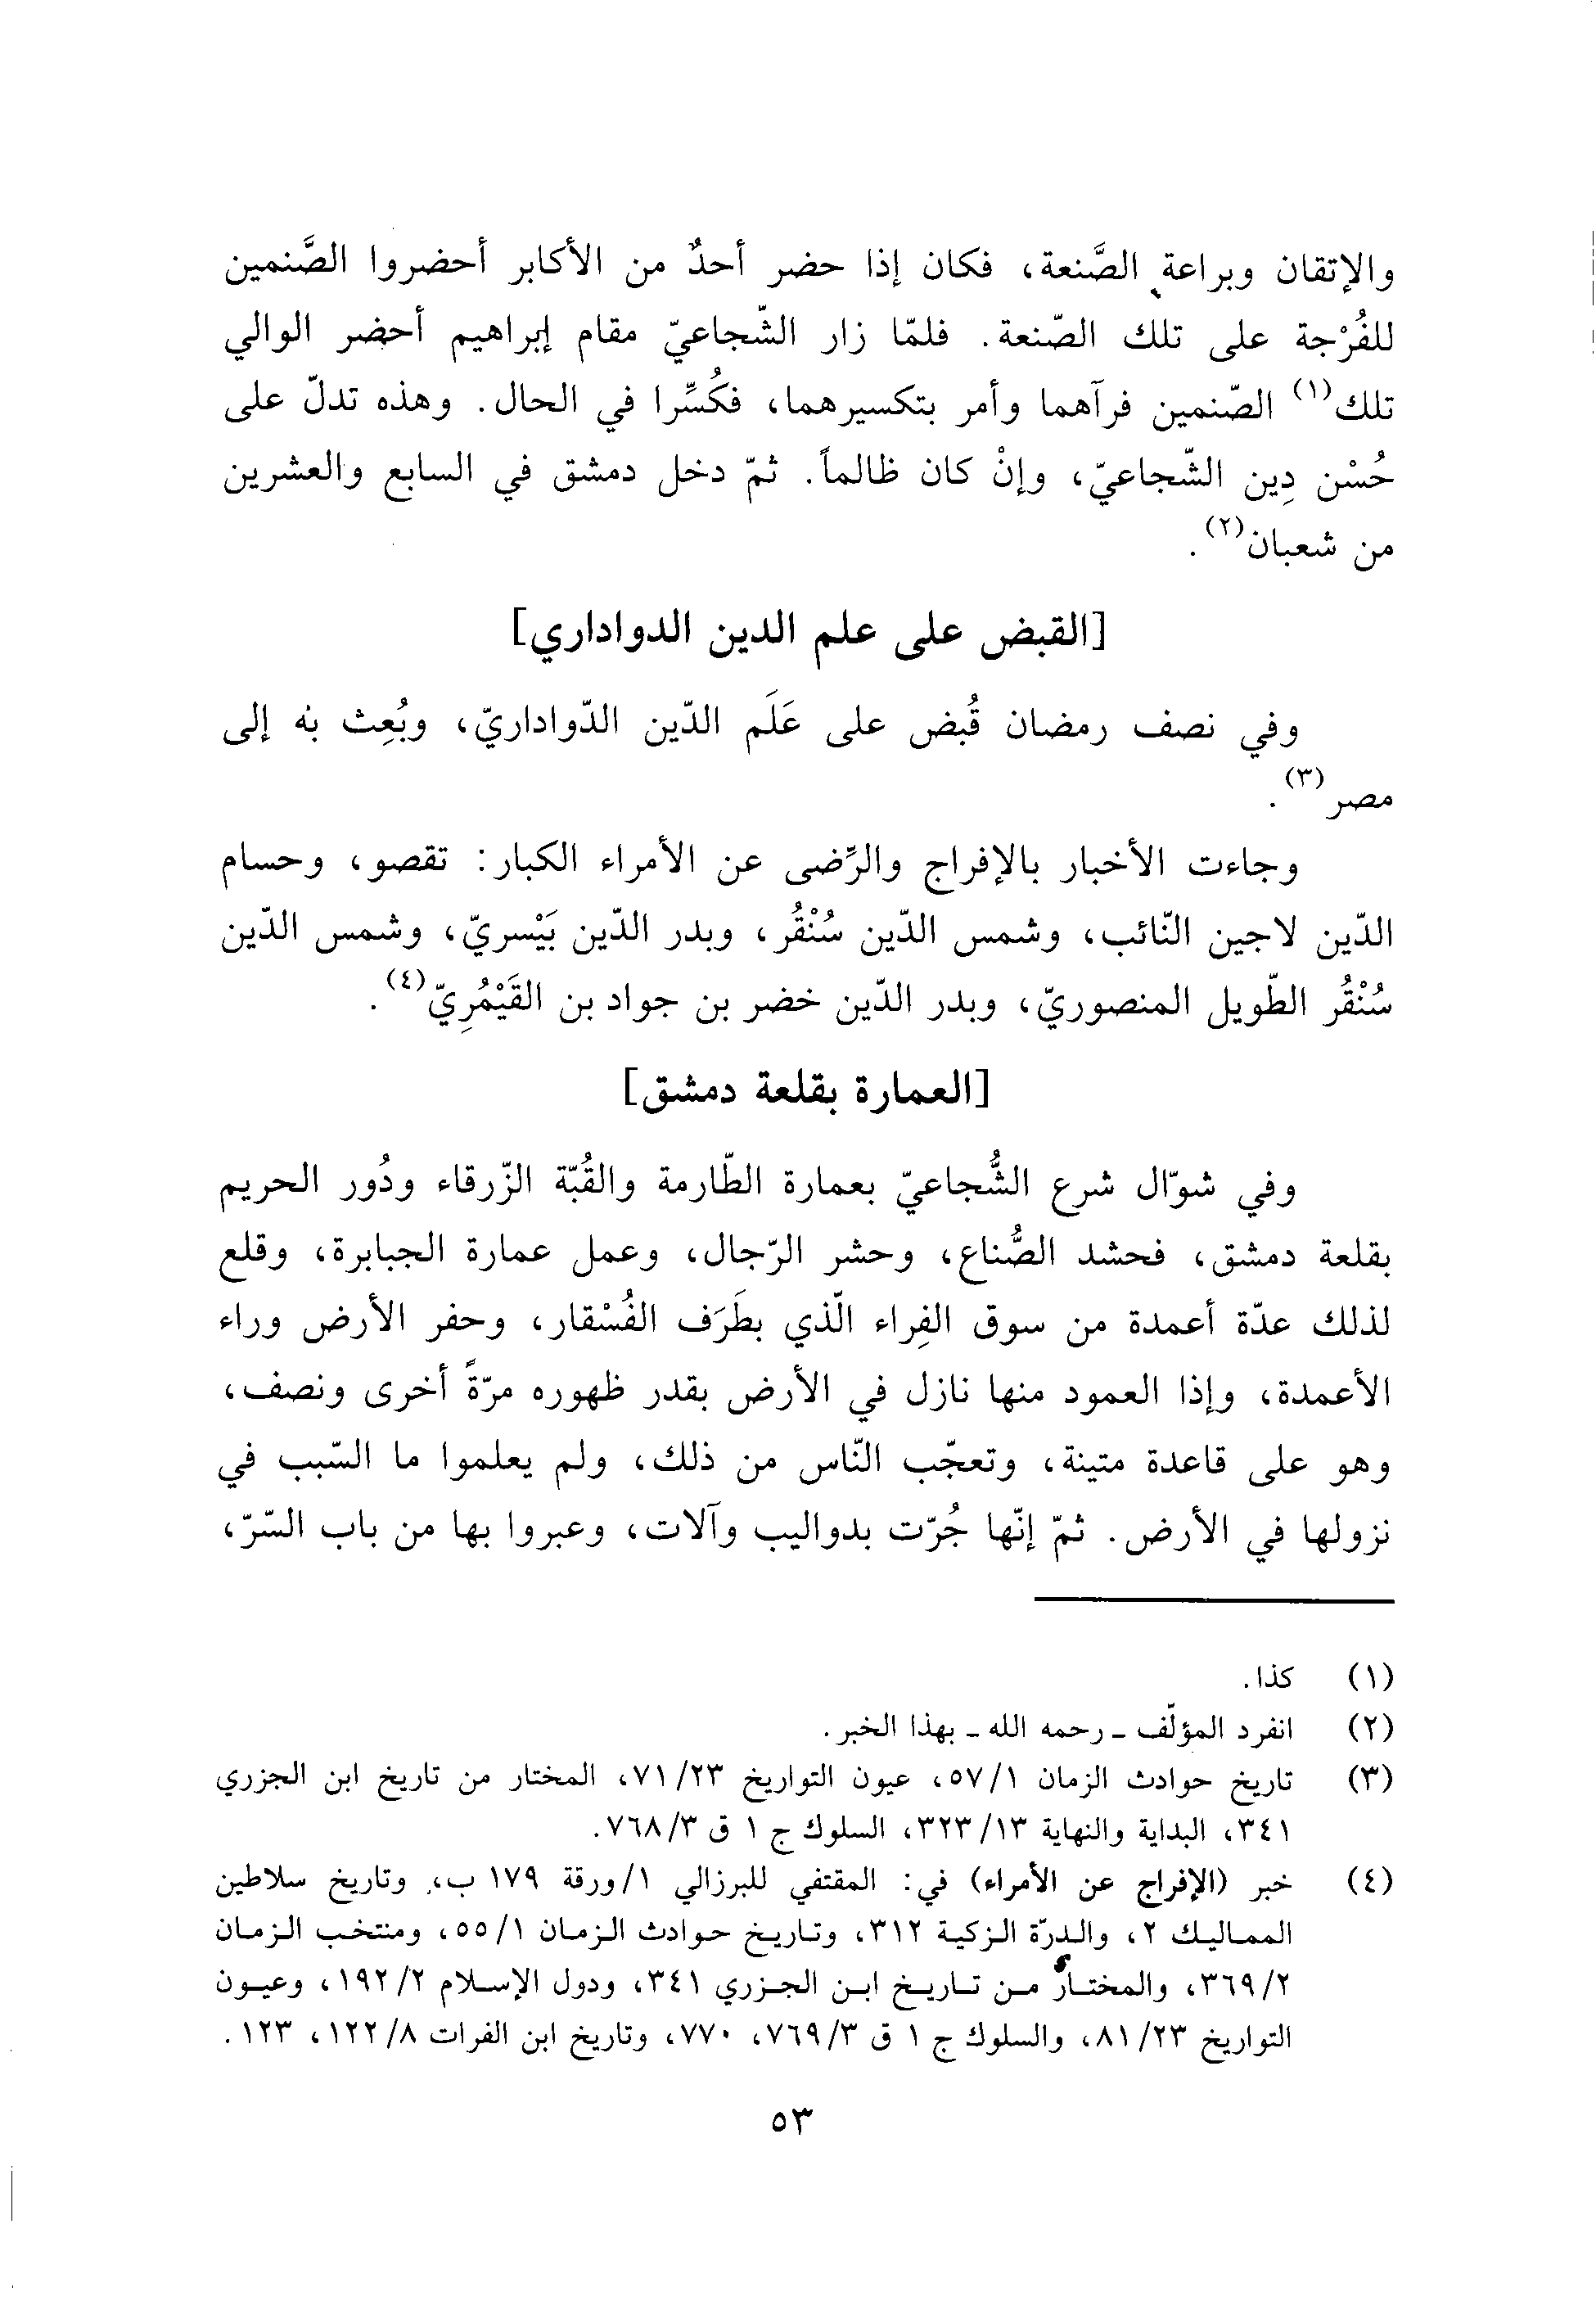 والإتقان وبراعة الصَّنعة، فكان إذا حضر أحدٌ من الأكابر أحضروا الصَّنمين
للفُرْجة على تلك الصّنعة. فلمّا زار الشّجاعيّ مقام إبراهيم أحضر الوالي
تلك(١) الصّنمين فرآهما وأمر بتكسيرهما، فكُسِّرا في الحال. وهذه تدلّ على
حُسْن دِين الشّجاعيّ، وإنْ كان ظالماً. ثمّ دخل دمشق في السابع والعشرين
من شعبان(٢).
[القبض على علم الدين الدواداري]
وفي نصف رمضان قُبض على عَلَم الدّين الدّواداريّ، وبُعِث به إلى
مصر(٣).
وجاءت الأخبار بالإفراج والرِّضى عن الأمراء الكبار: تقصو، وحسام
الدّين لاجين النّائب، وشمس الدّين سُنْقُر، وبدر الدّين بَيْسريّ، وشمس الدّين
سُنْقُر الطّويل المنصوريّ، وبدر الدّين خضر بن جواد بن القَيْمُرِيّ(٤).
[العمارة بقلعة دمشق]
وفي شوّال شرع الشُّجاعيّ بعمارة الطّارمة والقُبّة الزّرقاء ودُور الحريم
بقلعة دمشق، فحشد الصُّناع، وحشر الرّجال، وعمل عمارة الجبابرة، وقلع
لذلك عدّة أعمدة من سوق الفِراء الّذي بطَرَف الفُسْقار، وحفر الأرض وراء
الأعمدة، وإذا العمود منها نازل في الأرض بقدر ظهوره مرّةً أخرى ونصف،
وهو على قاعدة متينة، وتعجّب النّاس من ذلك، ولم يعلموا ما السّبب في
نزولها في الأرض. ثمّ إنّها جُرّت بدواليب وآلات، وعبروا بها من باب السّرّ،
(١) كذا.
(٢) انفرد المؤلّف ـ رحمه الله ـ بهذا الخبر.
(٣) تاريخ حوادث الزمان ٥٧/١، عيون التواريخ ٧١/٢٣، المختار من تاريخ ابن الجزري
٣٤١، البداية والنهاية ٣٢٣/١٣، السلوك ج ١ ق ٧٦٨/٣.
(٤) خبر (الإفراج عن الأمراء) في: المقتفي للبرزالي ١/ورقة ١٧٩ ب، وتاريخ سلاطين
المماليك ٢، والدرّة الزكية ٣١٢، وتاريخ حوادث الزمان ٥٥/١، ومنتخب الزمان
٣٦٩/٢، والمختار من تاريخ ابن الجزري ٣٤١، ودول الإسلام ١٩٢/٢، وعيون
التواريخ ٨١/٢٣، والسلوك ج ١ ق ٧٦٩/٣، ٧٧٠، وتاريخ ابن الفرات ١٢٢/٨، ١٢٣.
٥٣